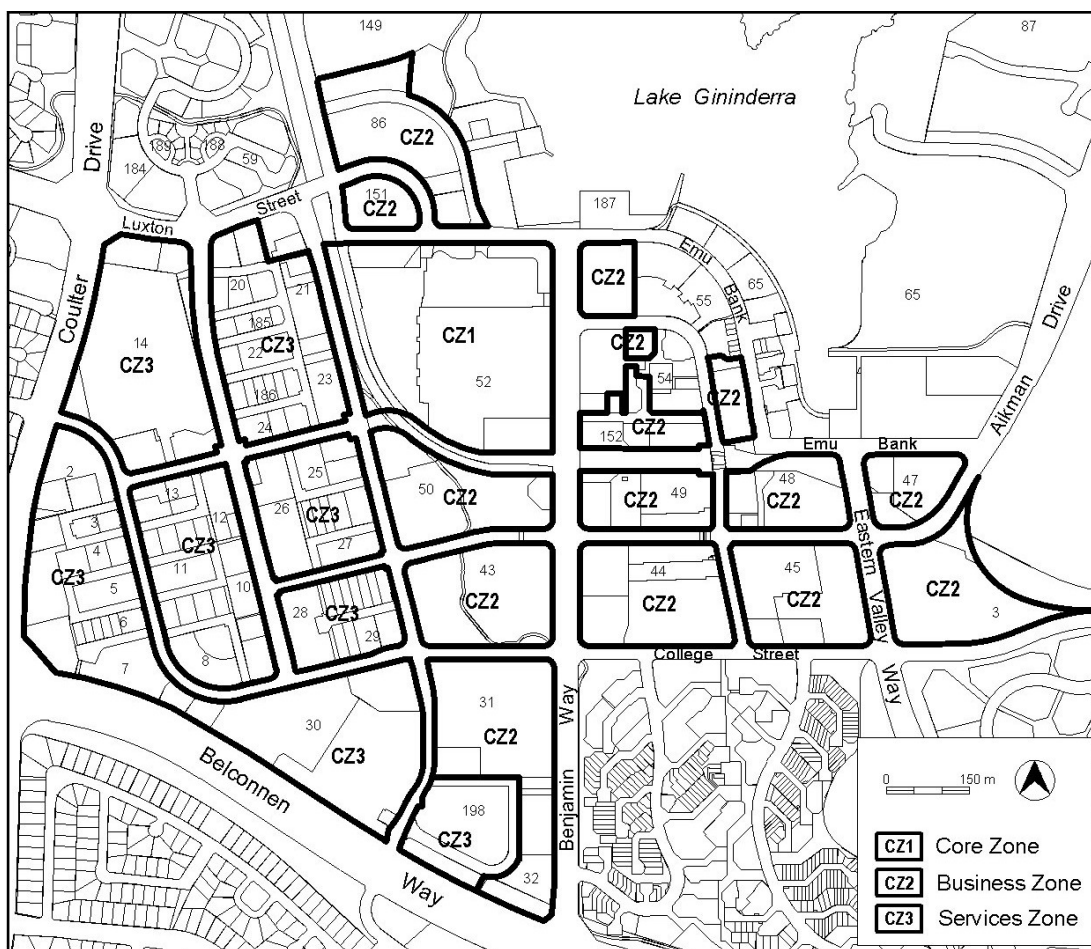 149
87
Lake Gininderra
86
CZ2
Drive
189
188
59
184
151
CZ2
Street
Luxton
187
Emu
Bank
CZ2
65
55
65
Coulter
20
21
14
CZ3
185
CZ3
22
23
CZ1
52
CZ2
54
186
24
CZ2
Drive
Aikman
CZ2
152
Emu Bank
2
13
12
3
4
CZ3
11
CZ3
5
10
6
7
8
25
26
CZ3
27
50
CZ2
CZ2
49
48
CZ2
47
CZ2
Eastern Valley Way
43
CZ2
44
CZ2
45
CZ2
CZ2
3
28
CZ3
29
College Street
30
CZ3
31
CZ2
Benjamin Way
Belconnen Way
198
CZ3
32
0 150 m
CZ1 Core Zone
CZ2 Business Zone
CZ3 Services Zone